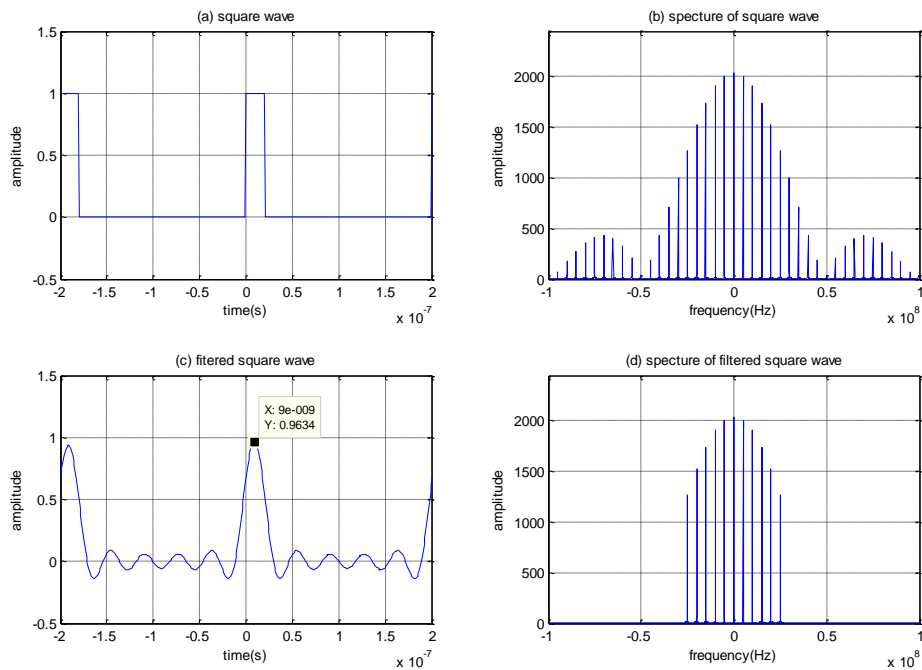 (a) square wave
1.5
1
0.5
0
-0.5
amplitude
-2 -1.5 -1 -0.5 0 0.5 1 1.5 2
time(s)
x 10^-7
(b) specture of square wave
2000
1500
1000
500
0
amplitude
-1 -0.5 0 0.5 1
frequency(Hz)
x 10^8
(c) fitered square wave
1.5
1
0.5
0
-0.5
amplitude
X: 9e-009
Y: 0.9634
-2 -1.5 -1 -0.5 0 0.5 1 1.5 2
time(s)
x 10^-7
(d) specture of filtered square wave
2000
1500
1000
500
0
amplitude
-1 -0.5 0 0.5 1
frequency(Hz)
x 10^8